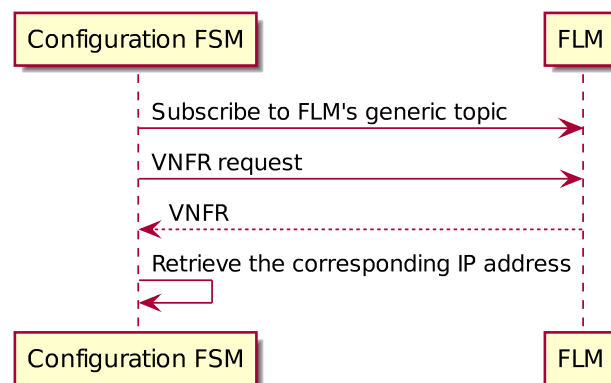 Configuration FSM
FLM
Subscribe to FLM's generic topic
VNFR request
VNFR
Retrieve the corresponding IP address
Configuration FSM
FLM